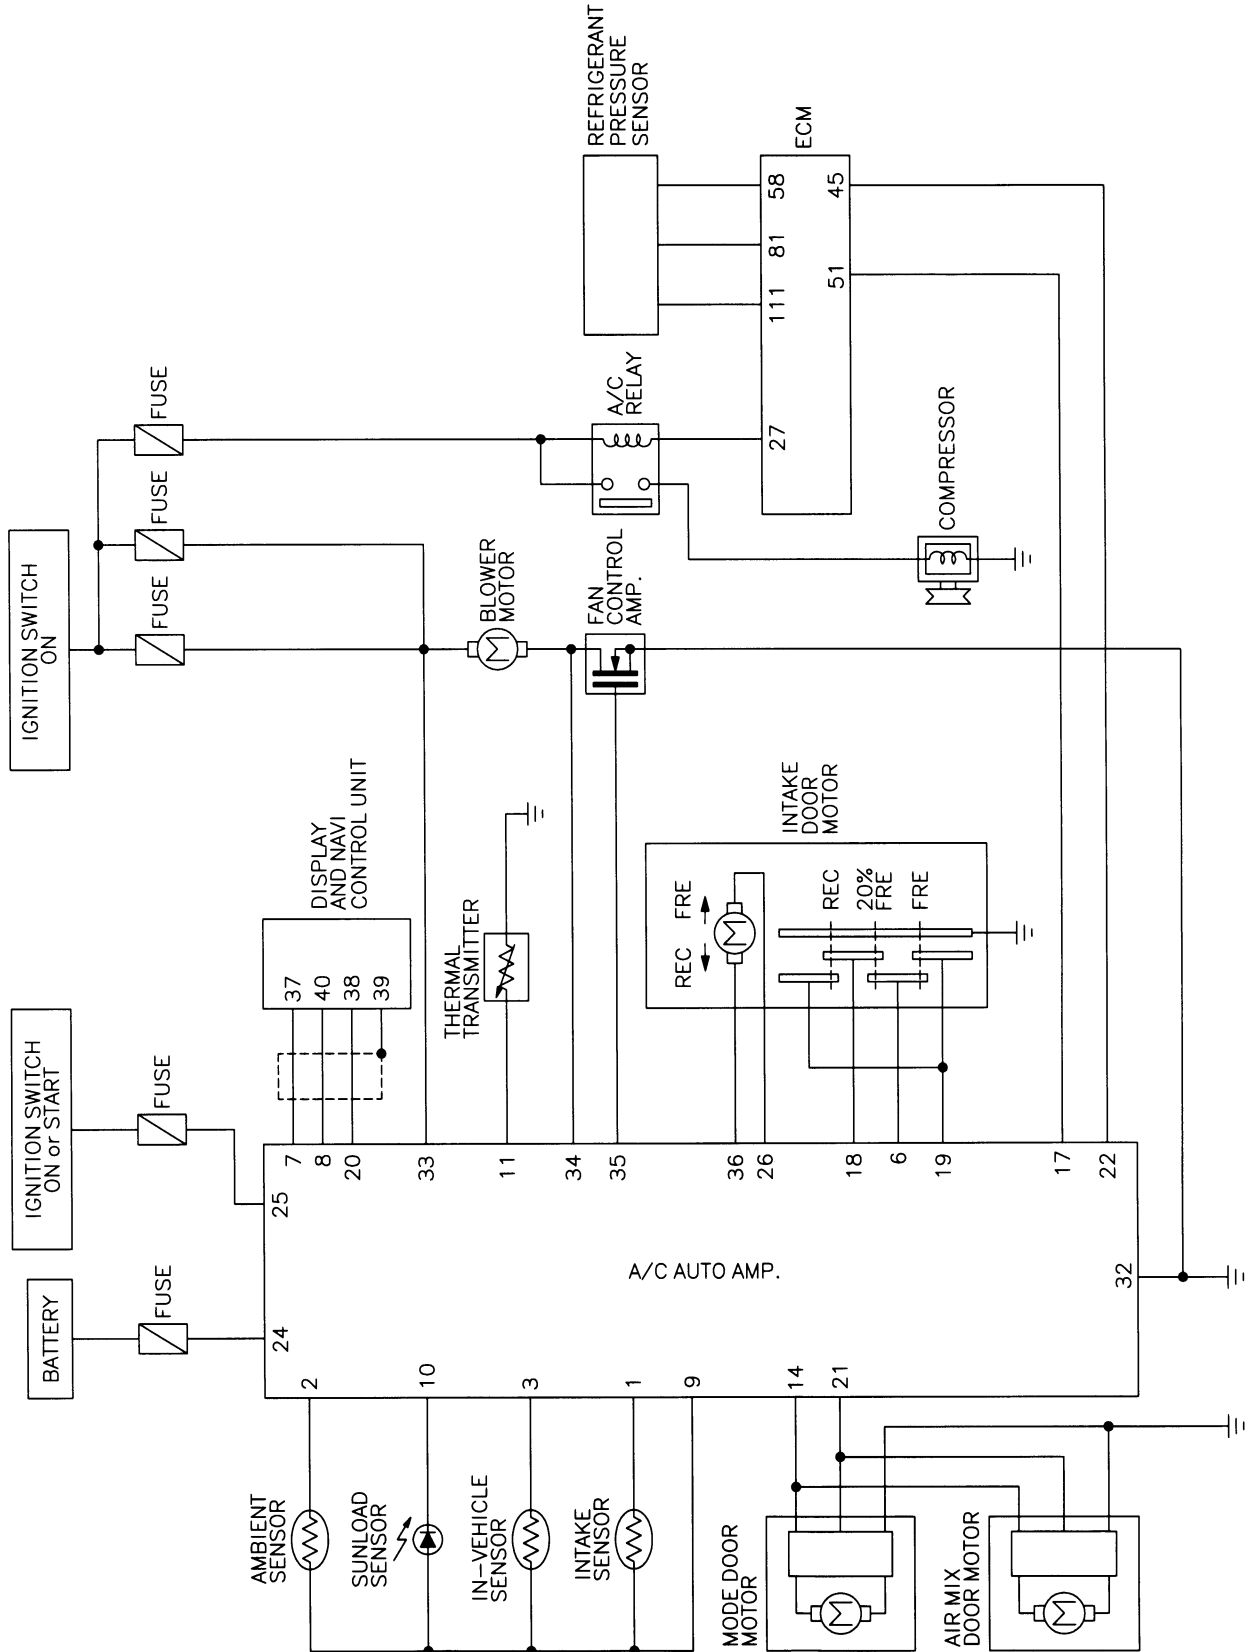 BATTERY
IGNITION SWITCH
ON or START
IGNITION SWITCH
ON
FUSE
FUSE
FUSE
FUSE
FUSE
24
25
DISPLAY
AND NAVI
CONTROL UNIT
37
40
38
39
7
8
20
33
11
34
35
36
26
18
6
19
17
22
32
A/C AUTO AMP.
2
10
3
1
9
14
21
AMBIENT
SENSOR
SUNLOAD
SENSOR
IN-VEHICLE
SENSOR
INTAKE
SENSOR
MODE DOOR
MOTOR
M
AIR MIX
DOOR MOTOR
M
THERMAL
TRANSMITTER
BLOWER
MOTOR
M
FAN
CONTROL
AMP.
A/C
RELAY
REFRIGERANT
PRESSURE
SENSOR
ECM
27
111
81
58
51
45
COMPRESSOR
INTAKE
DOOR
MOTOR
REC
FRE
M
REC
20%
FRE
FRE